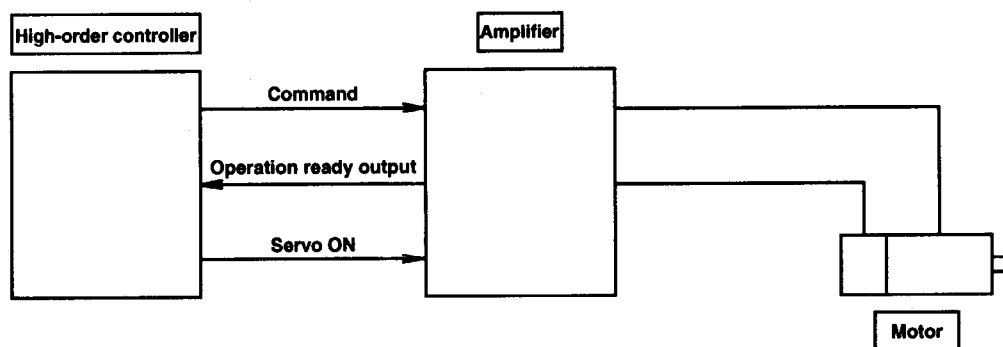 High-order controller
Amplifier
Command
Operation ready output
Servo ON
Motor